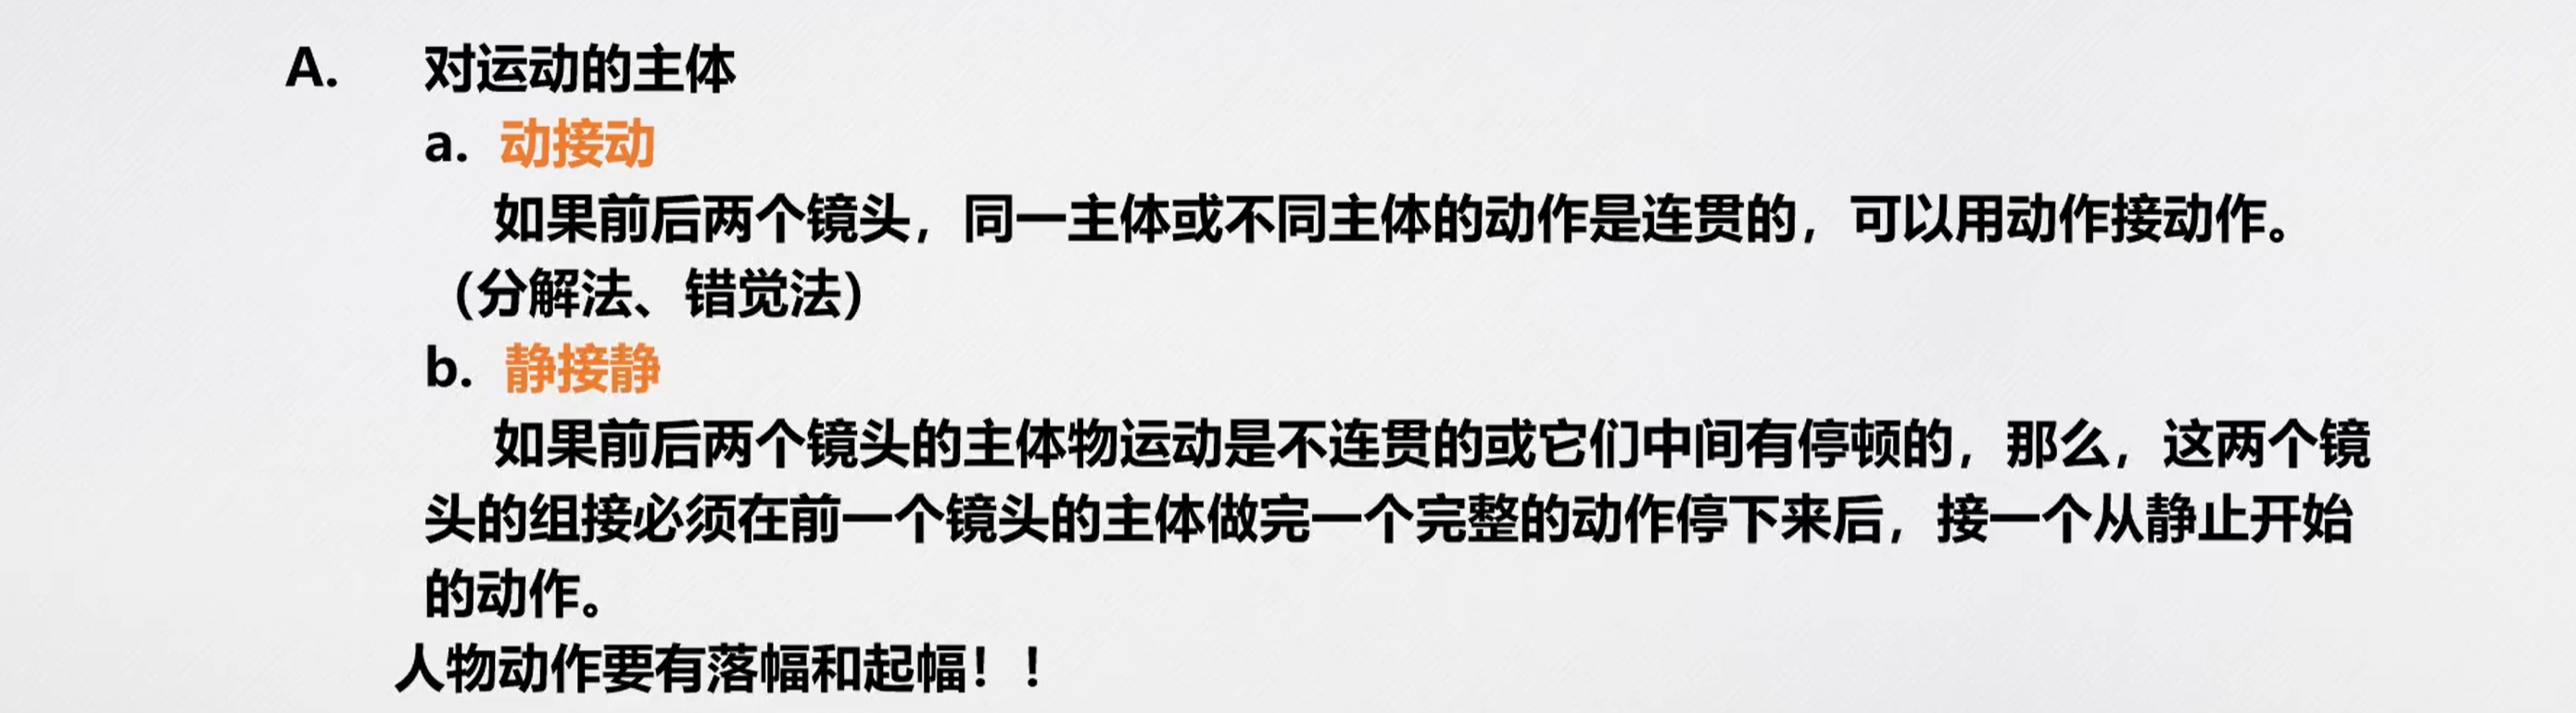 A. 对运动的主体
a. 动接动
如果前后两个镜头，同一主体或不同主体的动作是连贯的，可以用动作接动作。
（分解法、错觉法）
b. 静接静
如果前后两个镜头的主体物运动是不连贯的或它们中间有停顿的，那么，这两个镜
头的组接必须在前一个镜头的主体做完一个完整的动作停下来后，接一个从静止开始
的动作。
人物动作要有落幅和起幅！！